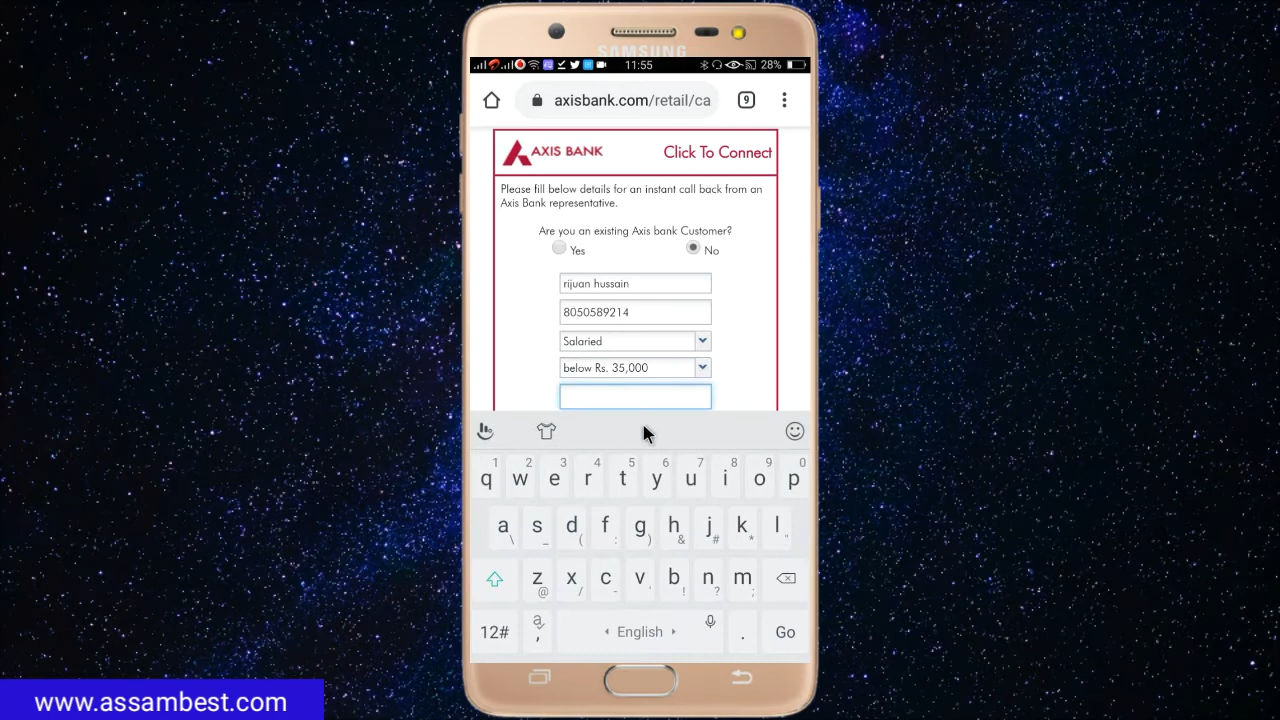 SAMSUNG
11:55
28%
axisbank.com/retail/ca
9
AXIS BANK
Click To Connect
Please fill below details for an instant call back from an
Axis Bank representative.
Are you an existing Axis bank Customer?
Yes
No
rijuan hussain
8050589214
Salaried
below Rs. 35,000
1 2 3 4 5 6 7 8 9 0
q w e r t y u i o p
a s d f g h j k l
\ _ ( : ) & # * "
z x c v b n m
@ / - ' ! ? ;
12# a , English . Go
www.assambest.com